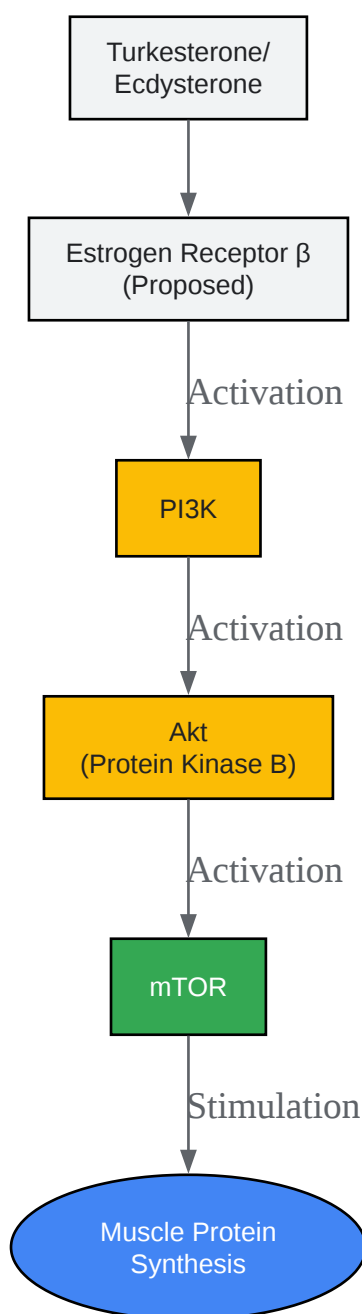 Turkesterone/
Ecdysterone
Estrogen Receptor β
(Proposed)
Activation
PI3K
Activation
Akt
(Protein Kinase B)
Activation
mTOR
Stimulation
Muscle Protein
Synthesis